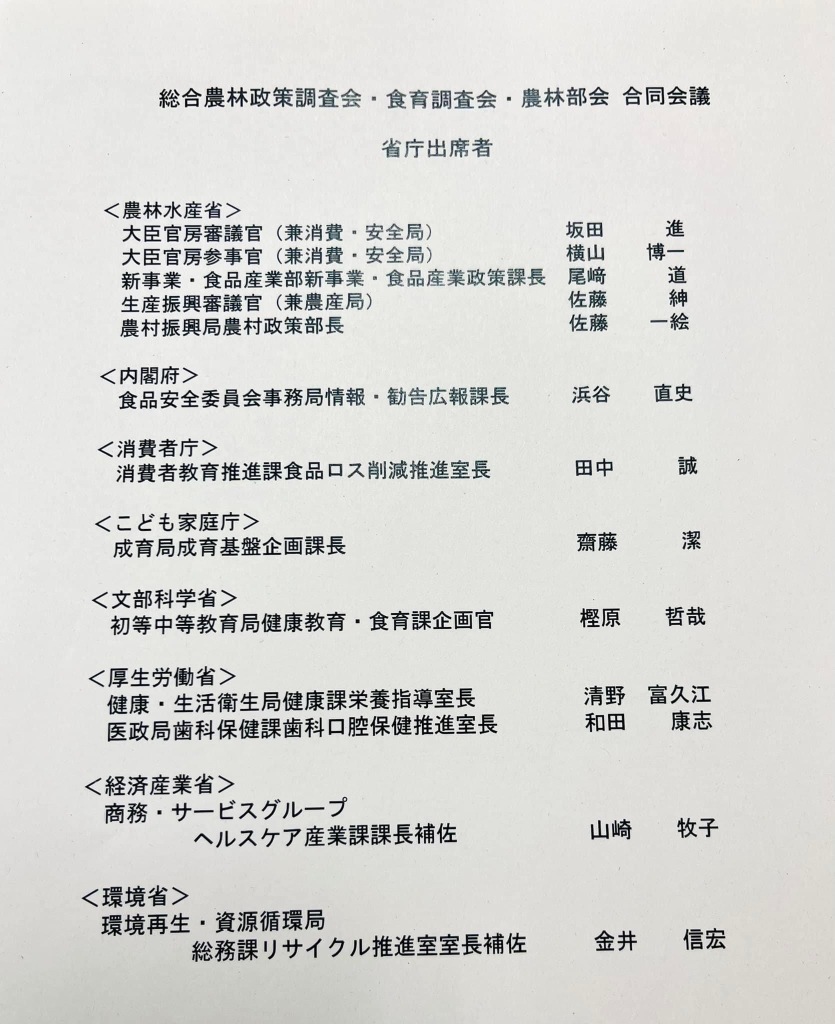 総合農林政策調査会・食育調査会・農林部会 合同会議
省庁出席者
＜農林水産省＞
大臣官房審議官（兼消費・安全局） 坂田 進
大臣官房参事官（兼消費・安全局） 横山 博一
新事業・食品産業部新事業・食品産業政策課長 尾﨑 道
生産振興審議官（兼農産局） 佐藤 紳
農村振興局農村政策部長 佐藤 一絵
＜内閣府＞
食品安全委員会事務局情報・勧告広報課長 浜谷 直史
＜消費者庁＞
消費者教育推進課食品ロス削減推進室長 田中 誠
＜こども家庭庁＞
成育局成育基盤企画課長 齋藤 潔
＜文部科学省＞
初等中等教育局健康教育・食育課企画官 樫原 哲哉
＜厚生労働省＞
健康・生活衛生局健康課栄養指導室長 清野 富久江
医政局歯科保健課歯科口腔保健推進室長 和田 康志
＜経済産業省＞
商務・サービスグループ
ヘルスケア産業課課長補佐 山崎 牧子
＜環境省＞
環境再生・資源循環局
総務課リサイクル推進室室長補佐 金井 信宏